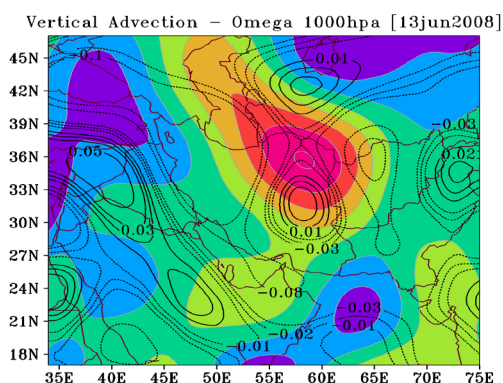 Vertical Advection – Omega 1000hpa [13jun2008]
45N
42N
39N
36N
33N
30N
27N
24N
21N
18N
-0.01
-0.1
-0.03
0.05
0.02
0.03
0.01
-0.03
-0.08
-0.03
0.01
-0.02
-0.01
35E 40E 45E 50E 55E 60E 65E 70E 75E